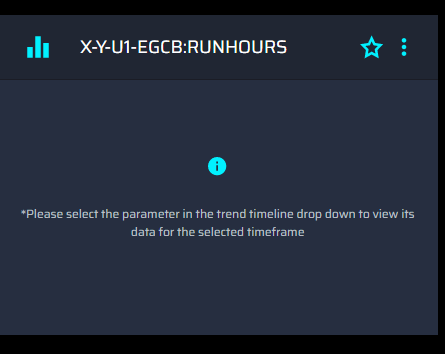 X-Y-U1-EGCB:RUNHOURS
*Please select the parameter in the trend timeline drop down to view its
data for the selected timeframe